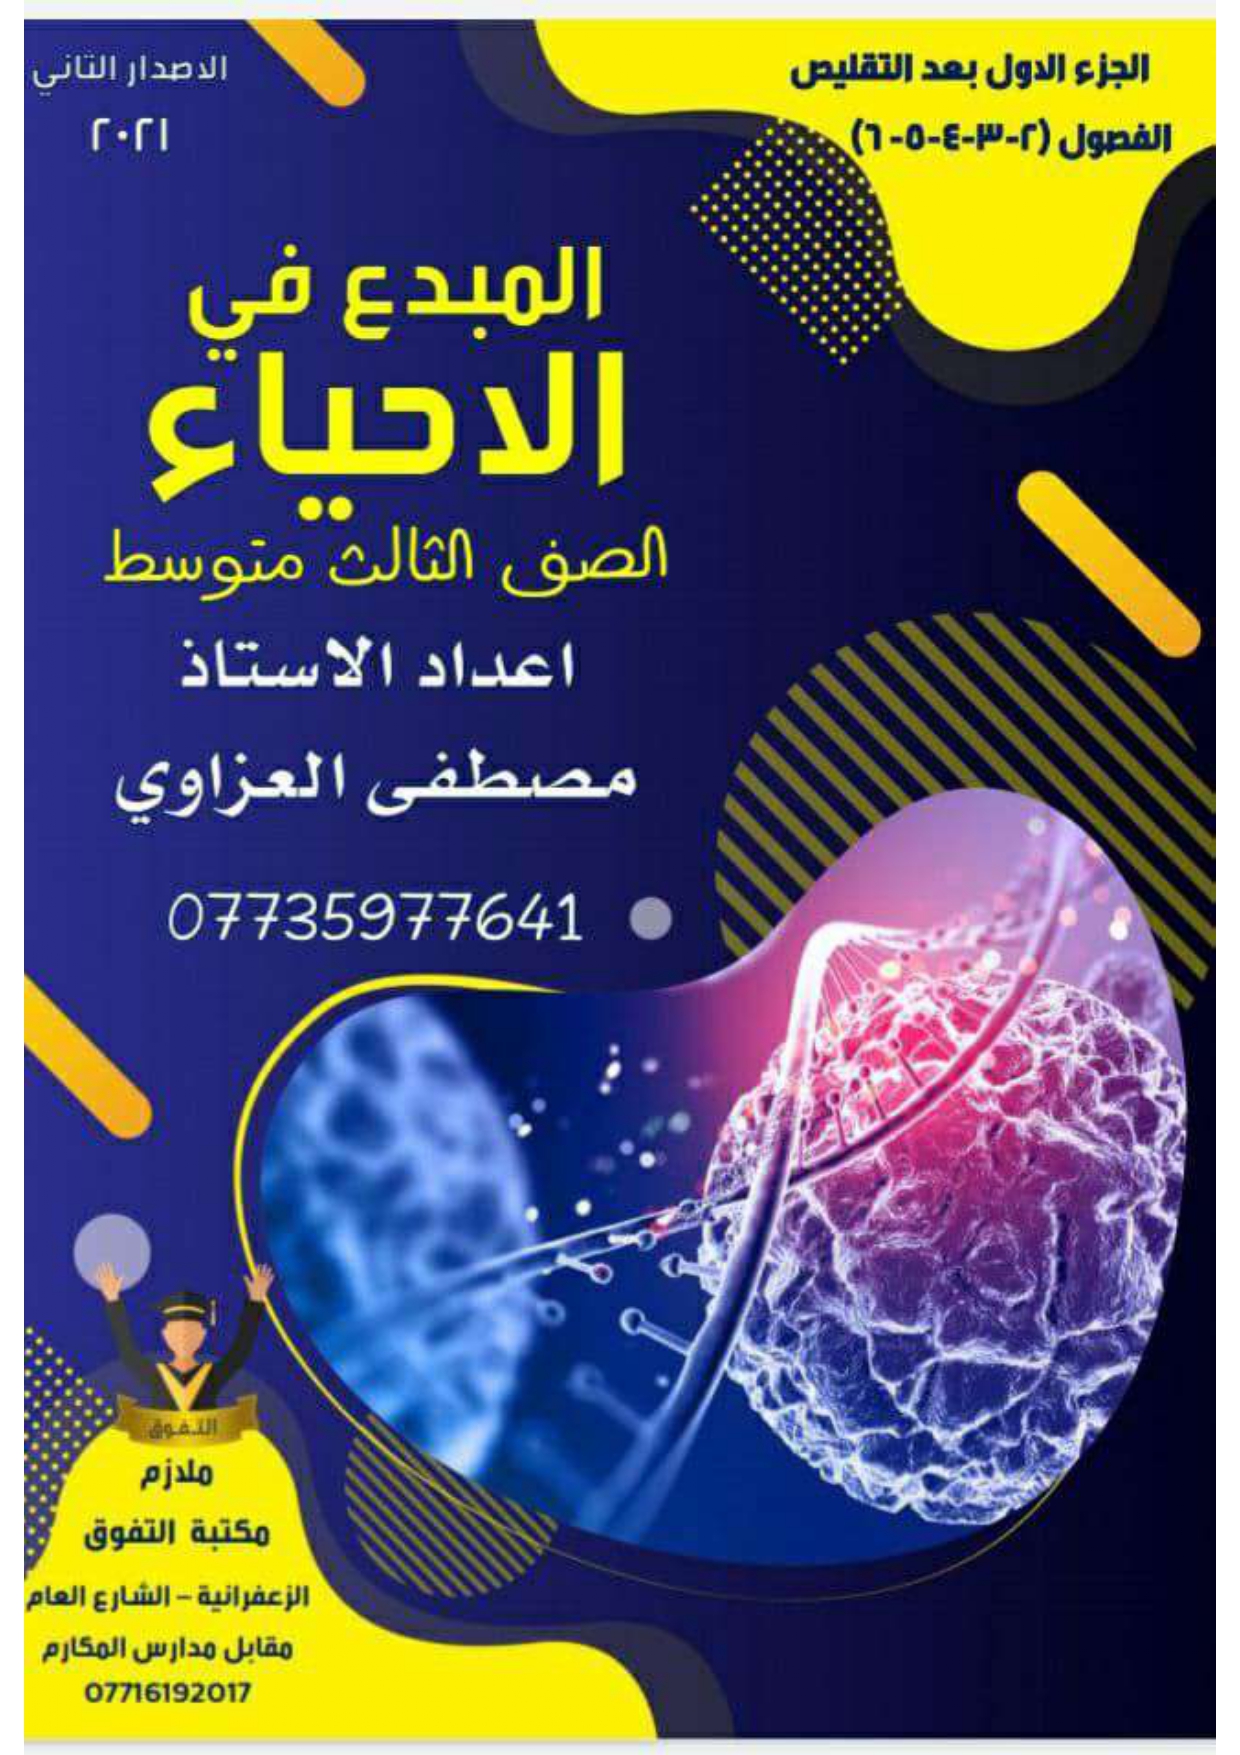 الجزء الاول بعد التقليص
الفصول (٢-٣-٤-٥-٦)
الاصدار الثاني
٢٠٢١
المبدع في
الاحياء
الصف الثالث متوسط
اعداد الاستاذ
مصطفى العزاوي
07735977641
التفوق
ملازم
مكتبة التفوق
الزعفرانية – الشارع العام
مقابل مدارس المكارم
07716192017